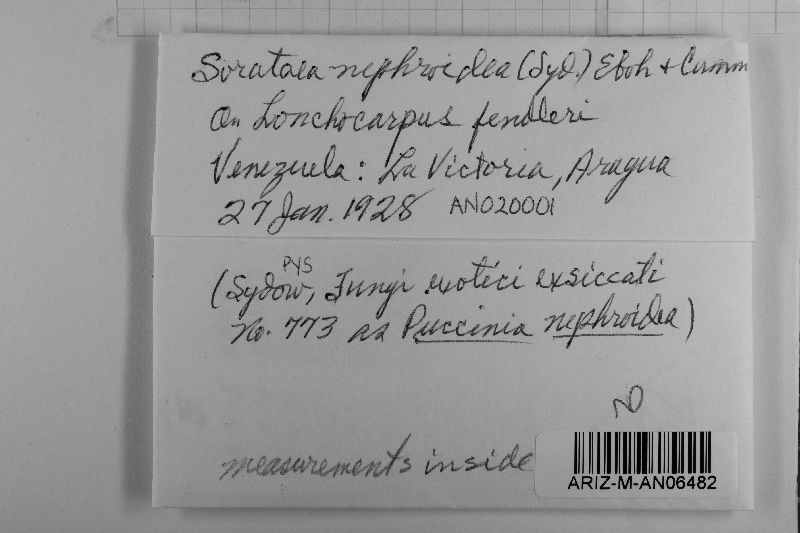 Sorataea nephroidea (Syd.) Eboh & Cumm
On Lonchocarpus fendleri
Venezuela: La Victoria, Aragua
27 Jan. 1928 AN020001
PYS
(Sydow, Fungi exotici exsiccati
No. 773 as Puccinia nephroidea)
measurements inside
ARIZ-M-AN06482